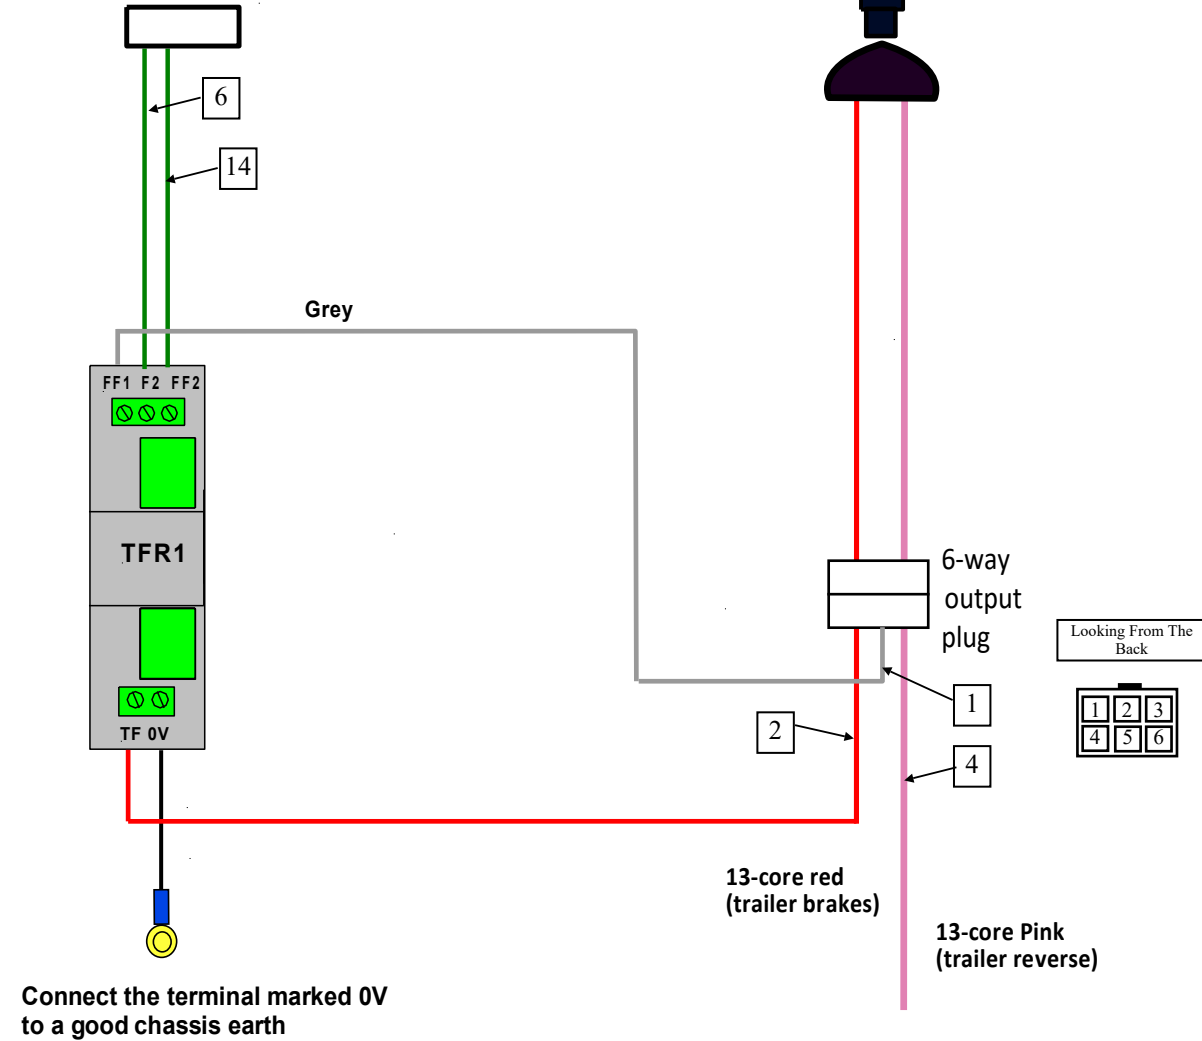 6
14
Grey
FF1 F2 FF2
TFR1
TF 0V
6-way
output
plug
Looking From The
Back
1 2 3
4 5 6
1
2
4
13-core red
(trailer brakes)
13-core Pink
(trailer reverse)
Connect the terminal marked 0V
to a good chassis earth